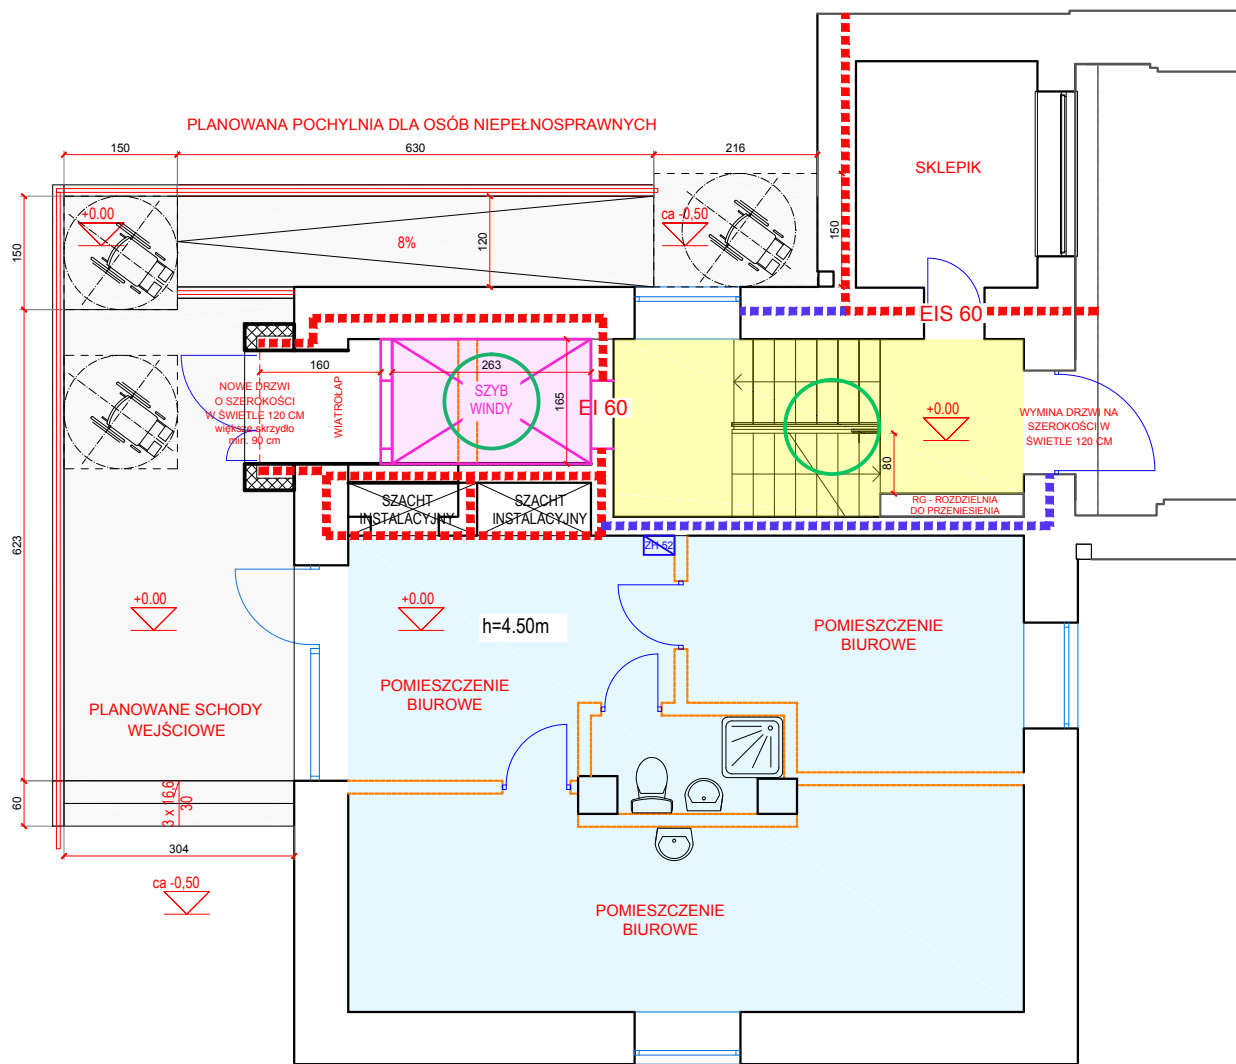 PLANOWANA POCHYLNIA DLA OSÓB NIEPEŁNOSPRAWNYCH
150
630
216
SKLEPIK
+0.00
ca -0,50
150
8%
120
150
EIS 60
160
263
NOWE DRZWI
O SZEROKOŚCI
W ŚWIETLE 120 CM
większe skrzydło
min. 90 cm
WIATROŁAP
SZYB
WINDY
165
EI 60
+0.00
WYMINA DRZWI NA
SZEROKOŚCI W
ŚWIETLE 120 CM
80
SZACHT
INSTALACYJNY
SZACHT
INSTALACYJNY
RG - ROZDZIELNIA
DO PRZENIESIENIA
ZH-52
623
+0.00
+0.00
h=4.50m
POMIESZCZENIE
BIUROWE
POMIESZCZENIE
BIUROWE
PLANOWANE SCHODY
WEJŚCIOWE
60
3 x 16,6
30
304
ca -0,50
POMIESZCZENIE
BIUROWE